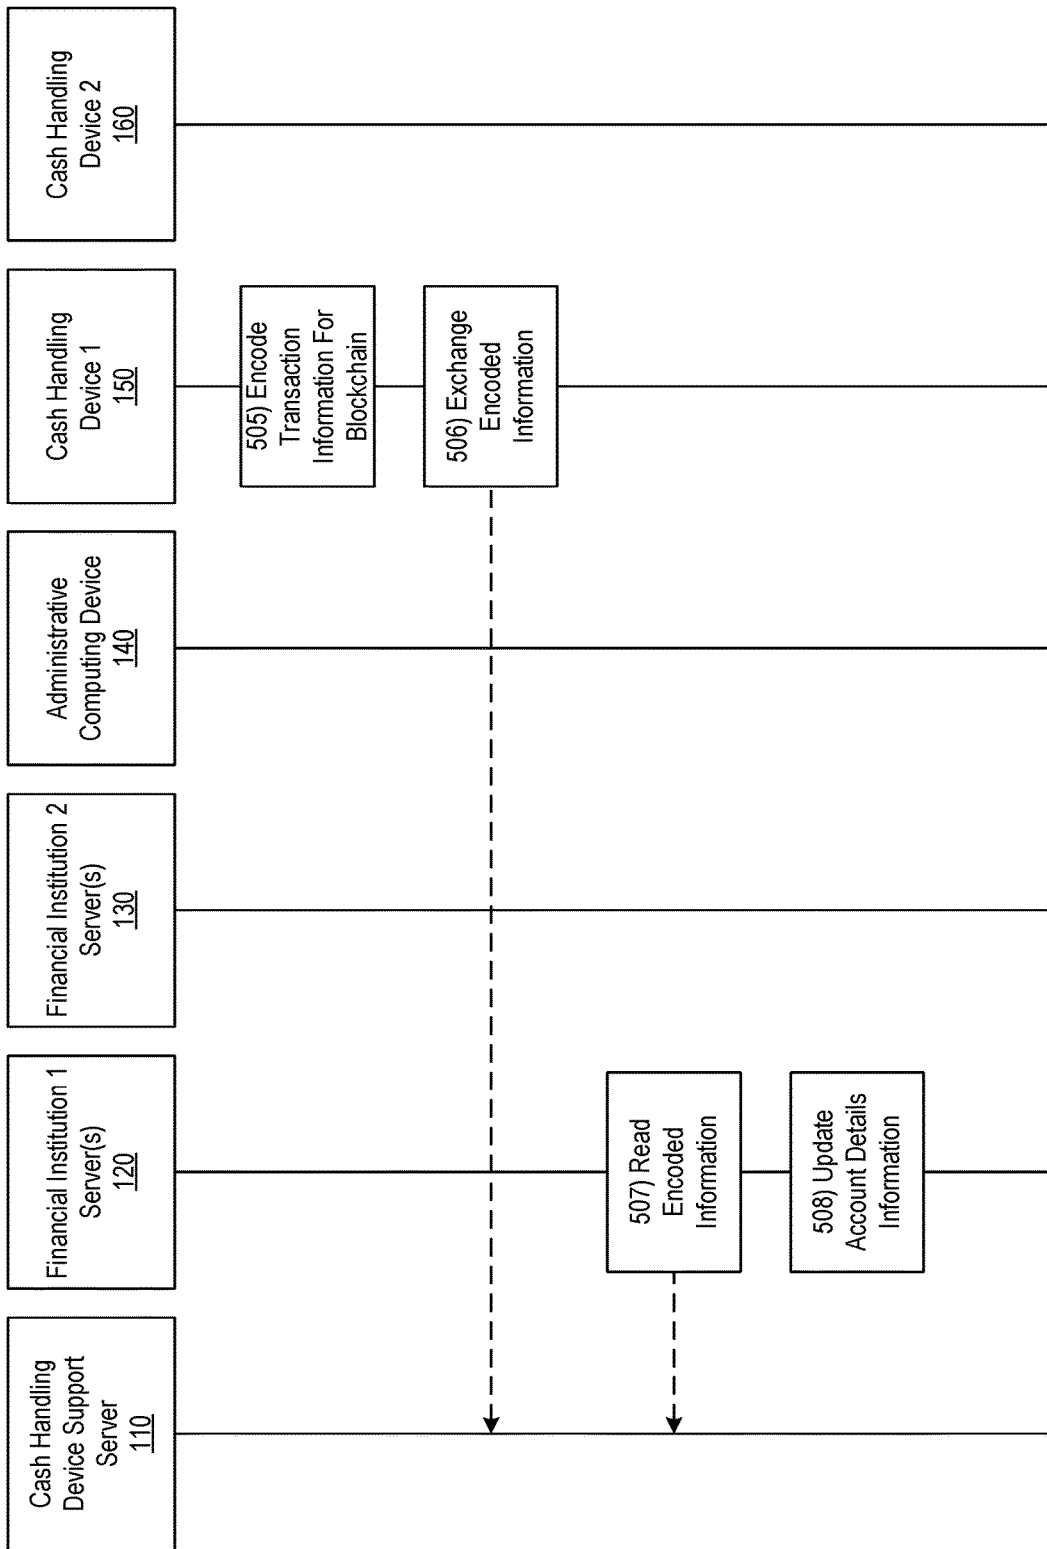 Cash Handling
Device Support
Server
110
Financial Institution 1
Server(s)
120
Financial Institution 2
Server(s)
130
Administrative
Computing Device
140
Cash Handling
Device 1
150
Cash Handling
Device 2
160
505) Encode
Transaction
Information For
Blockchain
506) Exchange
Encoded
Information
507) Read
Encoded
Information
508) Update
Account Details
Information